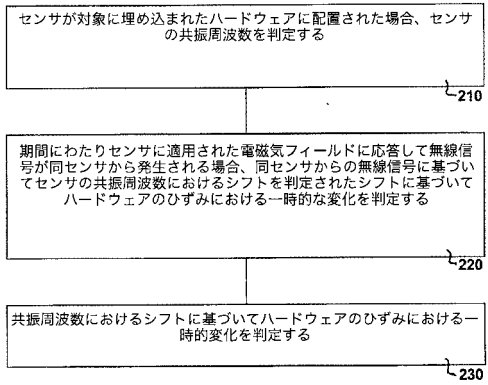 センサが対象に埋め込まれたハードウェアに配置された場合、センサ
の共振周波数を判定する
210
期間にわたりセンサに適用された電磁気フィールドに応答して無線信
号が同センサから発生される場合、同センサからの無線信号に基づい
てセンサの共振周波数におけるシフトを判定されたシフトに基づいて
ハードウェアのひずみにおける一時的な変化を判定する
220
共振周波数におけるシフトに基づいてハードウェアのひずみにおける一
時的変化を判定する
230